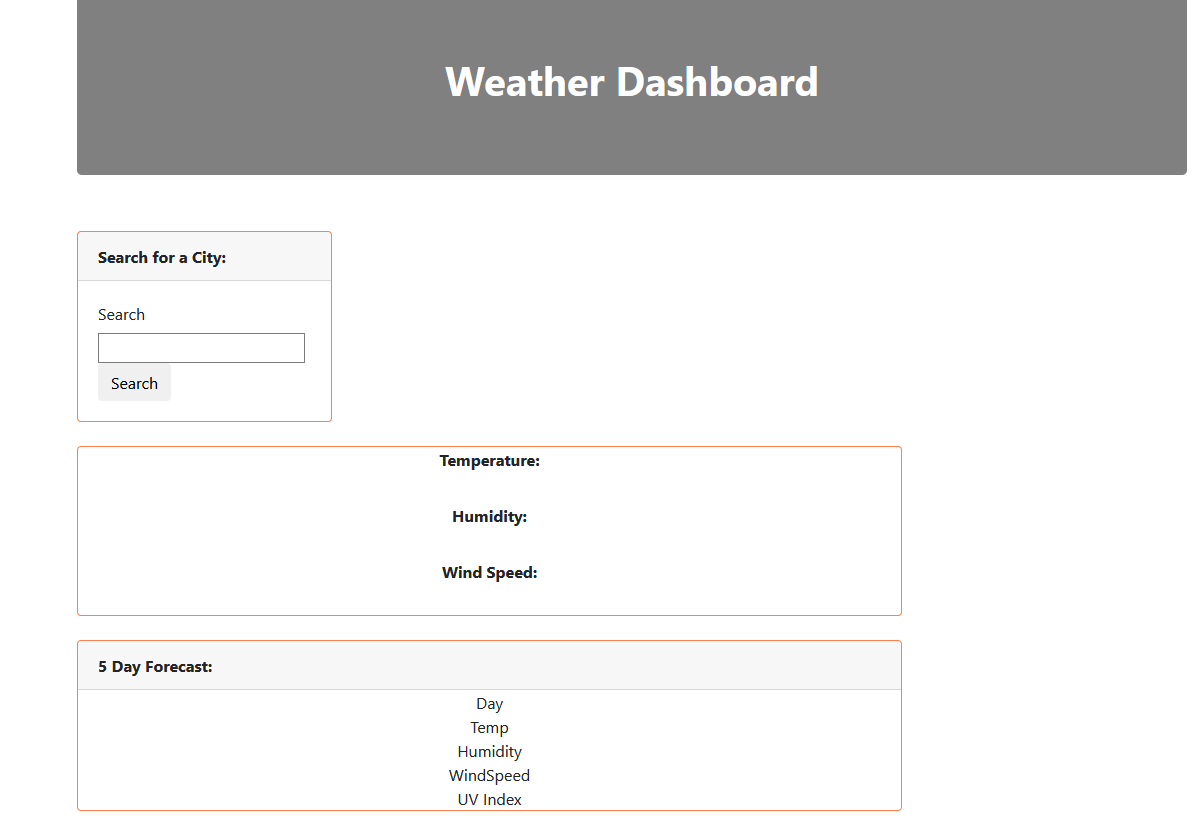 Weather Dashboard
Search for a City:
Search
Search
Temperature:
Humidity:
Wind Speed:
5 Day Forecast:
Day
Temp
Humidity
WindSpeed
UV Index